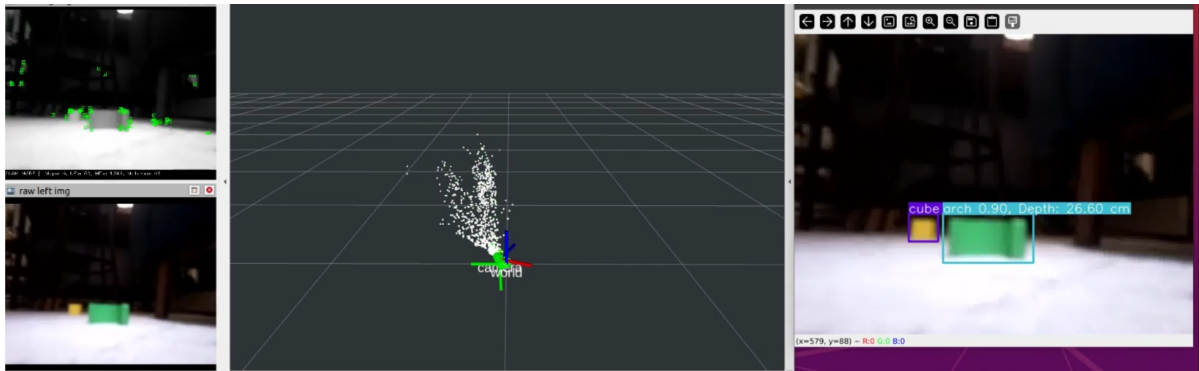 raw left img
camera
world
cube
arch 0.90, Depth: 26.60 cm
(x=579, y=88) ~ R:0 G:0 B:0